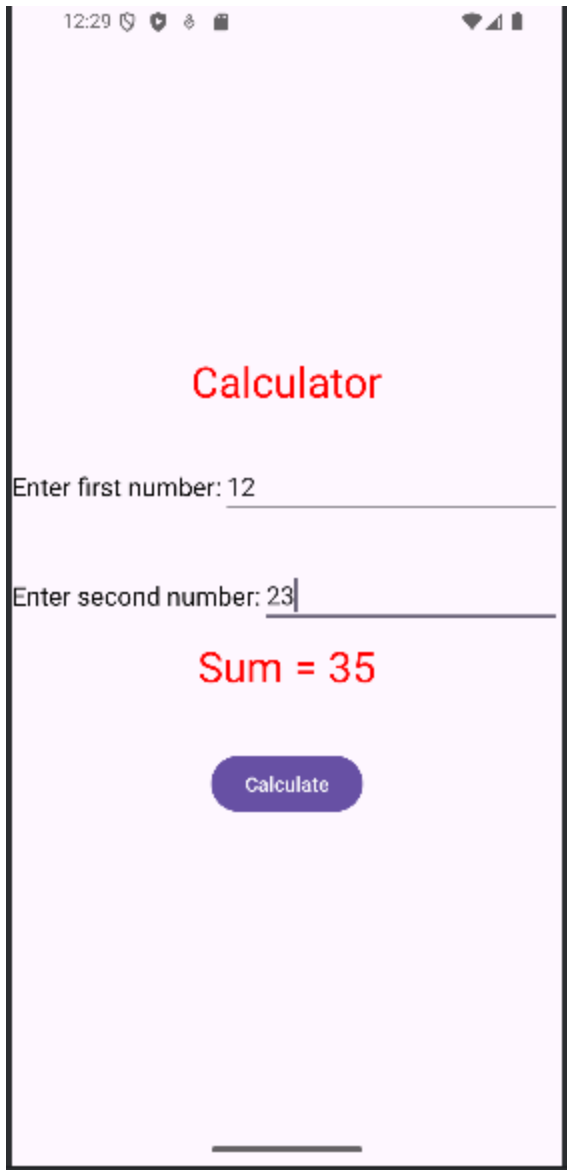 12:29
Calculator
Enter first number: 12
Enter second number: 23
Sum = 35
Calculate